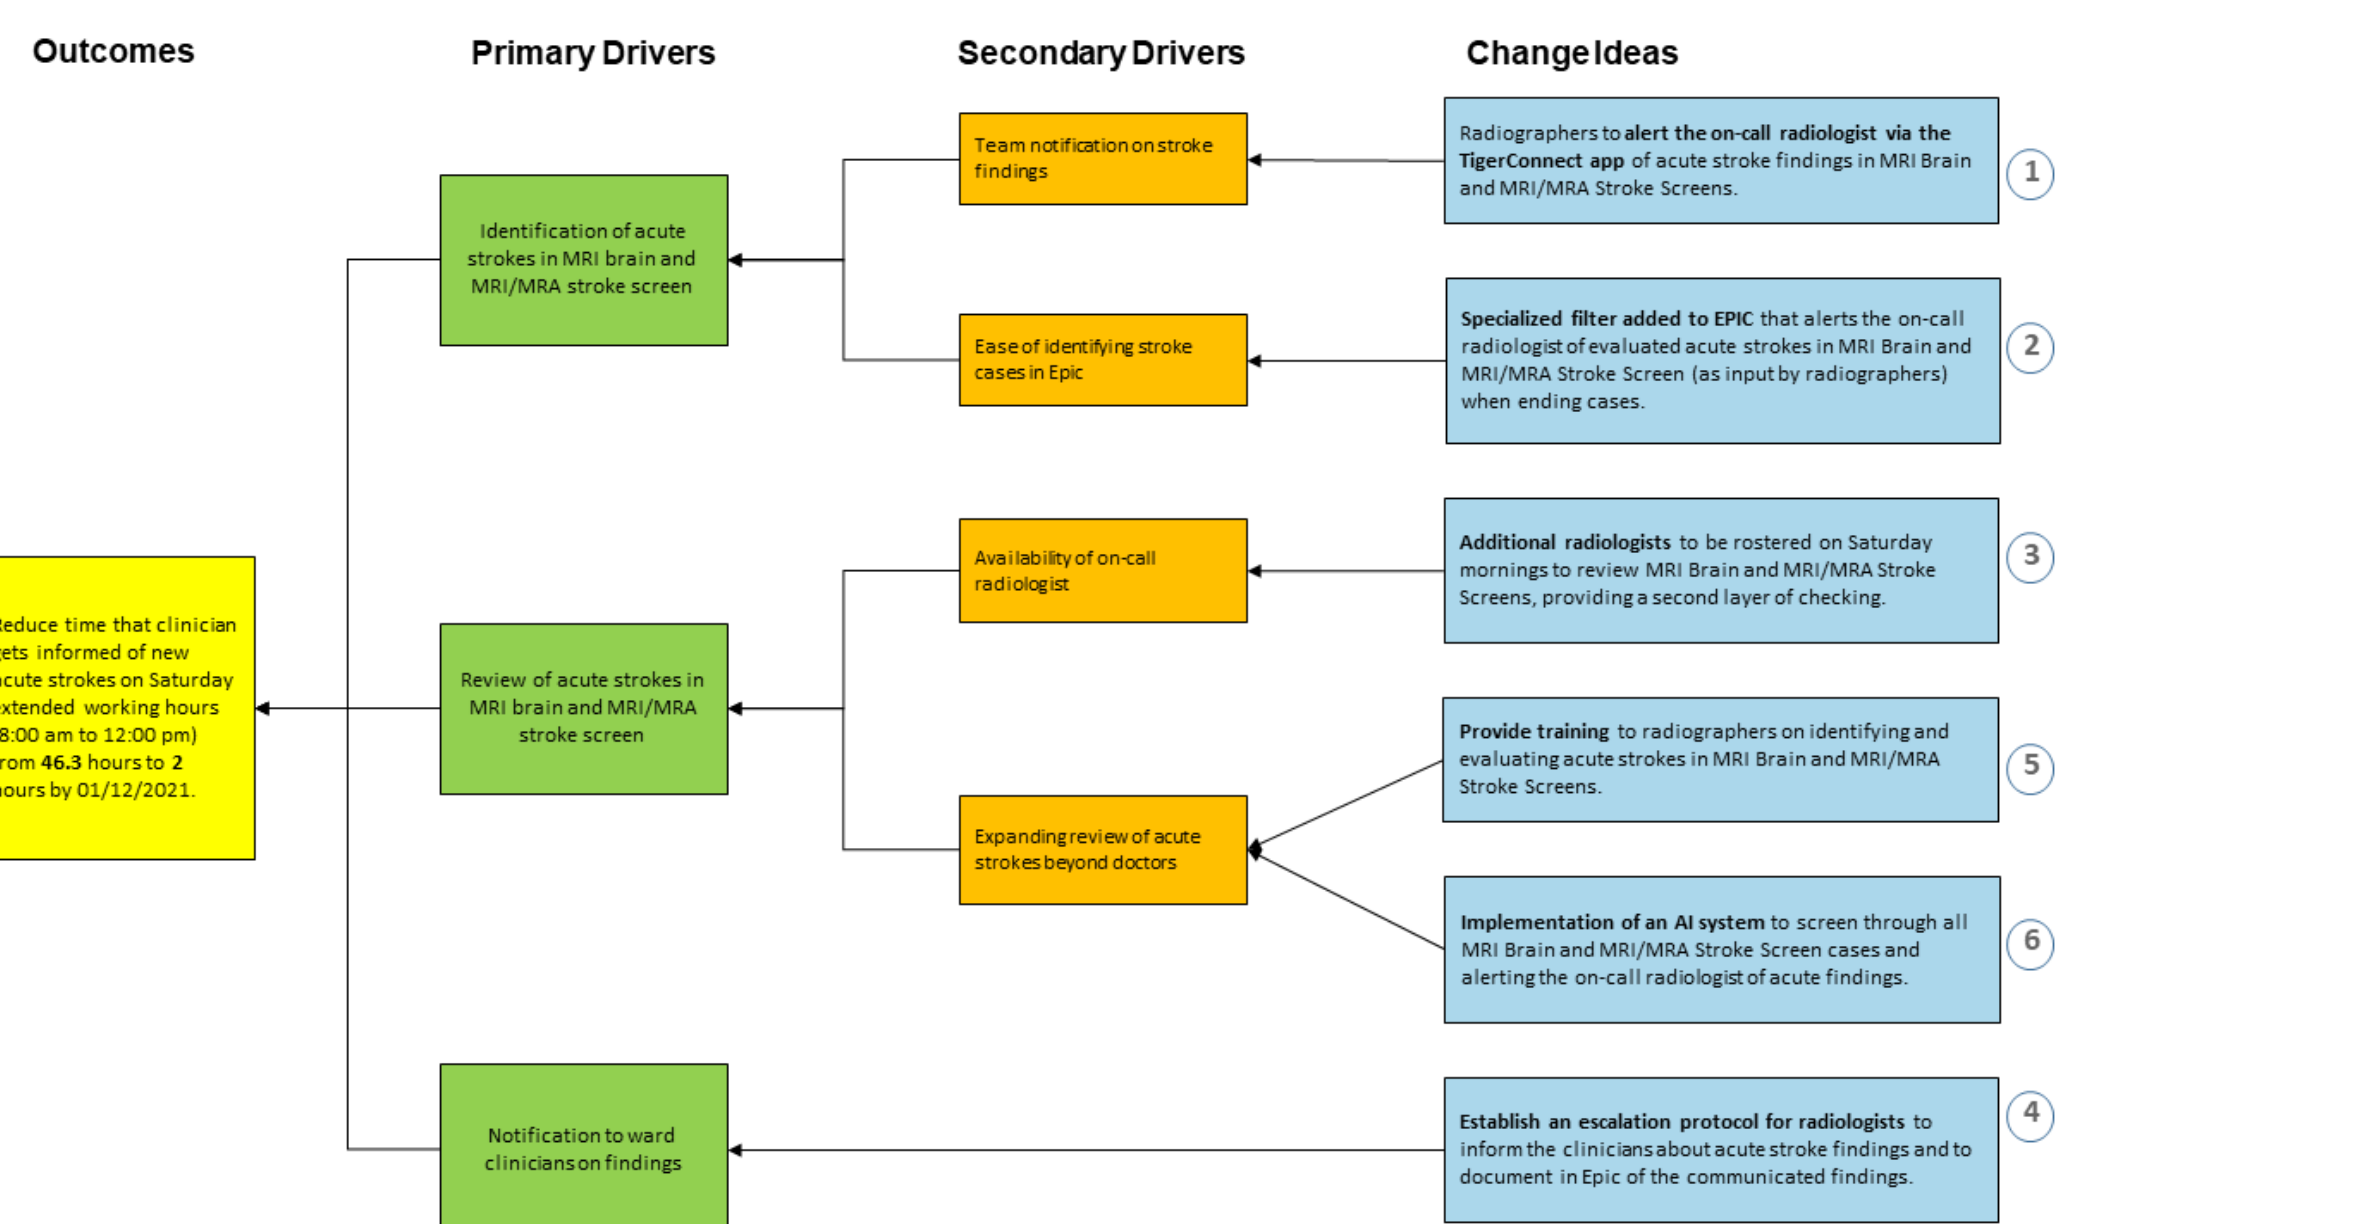 Outcomes
Primary Drivers
Secondary Drivers
Change Ideas
Team notification on stroke
findings
Radiographers to alert the on-call radiologist via the
TigerConnect app of acute stroke findings in MRI Brain
and MRI/MRA Stroke Screens.
1
Identification of acute
strokes in MRI brain and
MRI/MRA stroke screen
Ease of identifying stroke
cases in Epic
Specialized filter added to EPIC that alerts the on-call
radiologist of evaluated acute strokes in MRI Brain and
MRI/MRA Stroke Screen (as input by radiographers)
when ending cases.
2
Availability of on-call
radiologist
Additional radiologists to be rostered on Saturday
mornings to review MRI Brain and MRI/MRA Stroke
Screens, providing a second layer of checking.
3
Reduce time that clinician
gets informed of new
acute strokes on Saturday
extended working hours
8:00 am to 12:00 pm)
from 46.3 hours to 2
hours by 01/12/2021.
Review of acute strokes in
MRI brain and MRI/MRA
stroke screen
Expanding review of acute
strokes beyond doctors
Provide training to radiographers on identifying and
evaluating acute strokes in MRI Brain and MRI/MRA
Stroke Screens.
5
Implementation of an AI system to screen through all
MRI Brain and MRI/MRA Stroke Screen cases and
alerting the on-call radiologist of acute findings.
6
Notification to ward
clinicians on findings
Establish an escalation protocol for radiologists to
inform the clinicians about acute stroke findings and to
document in Epic of the communicated findings.
4